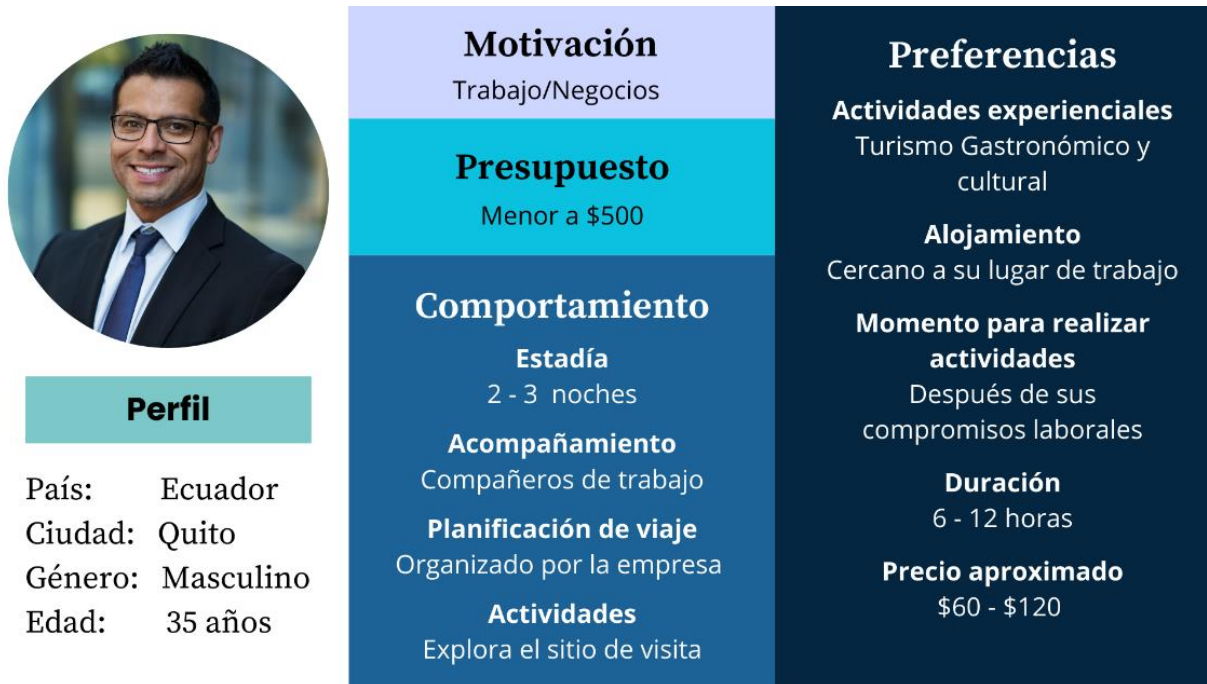 Perfil
País: Ecuador
Ciudad: Quito
Género: Masculino
Edad: 35 años
Motivación
Trabajo/Negocios
Presupuesto
Menor a $500
Comportamiento
Estadía
2 - 3 noches
Acompañamiento
Compañeros de trabajo
Planificación de viaje
Organizado por la empresa
Actividades
Explora el sitio de visita
Preferencias
Actividades experienciales
Turismo Gastronómico y
cultural
Alojamiento
Cercano a su lugar de trabajo
Momento para realizar
actividades
Después de sus
compromisos laborales
Duración
6 - 12 horas
Precio aproximado
$60 - $120